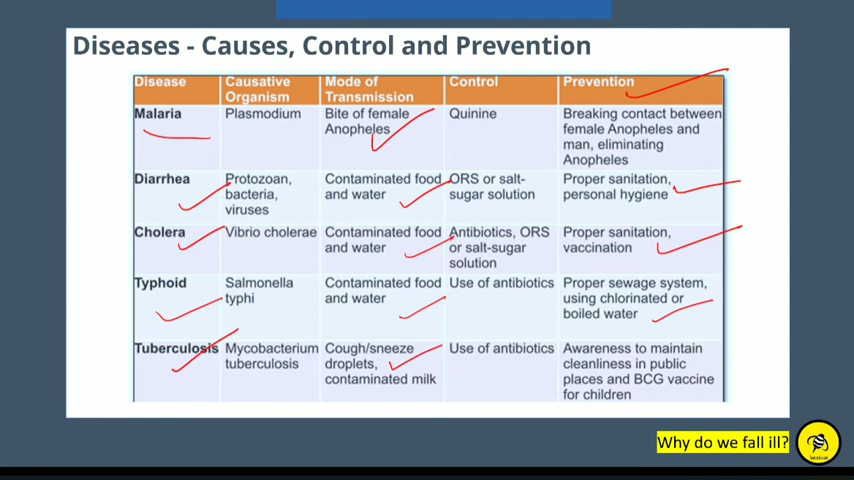 Diseases - Causes, Control and Prevention
Disease Causative Organism Mode of Transmission Control Prevention
Malaria Plasmodium Bite of female Anopheles Quinine Breaking contact between female Anopheles and man, eliminating Anopheles
Diarrhea Protozoan, bacteria, viruses Contaminated food and water ORS or salt-sugar solution Proper sanitation, personal hygiene
Cholera Vibrio cholerae Contaminated food and water Antibiotics, ORS or salt-sugar solution Proper sanitation, vaccination
Typhoid Salmonella typhi Contaminated food and water Use of antibiotics Proper sewage system, using chlorinated or boiled water
Tuberculosis Mycobacterium tuberculosis Cough/sneeze droplets, contaminated milk Use of antibiotics Awareness to maintain cleanliness in public places and BCG vaccine for children
Why do we fall ill?